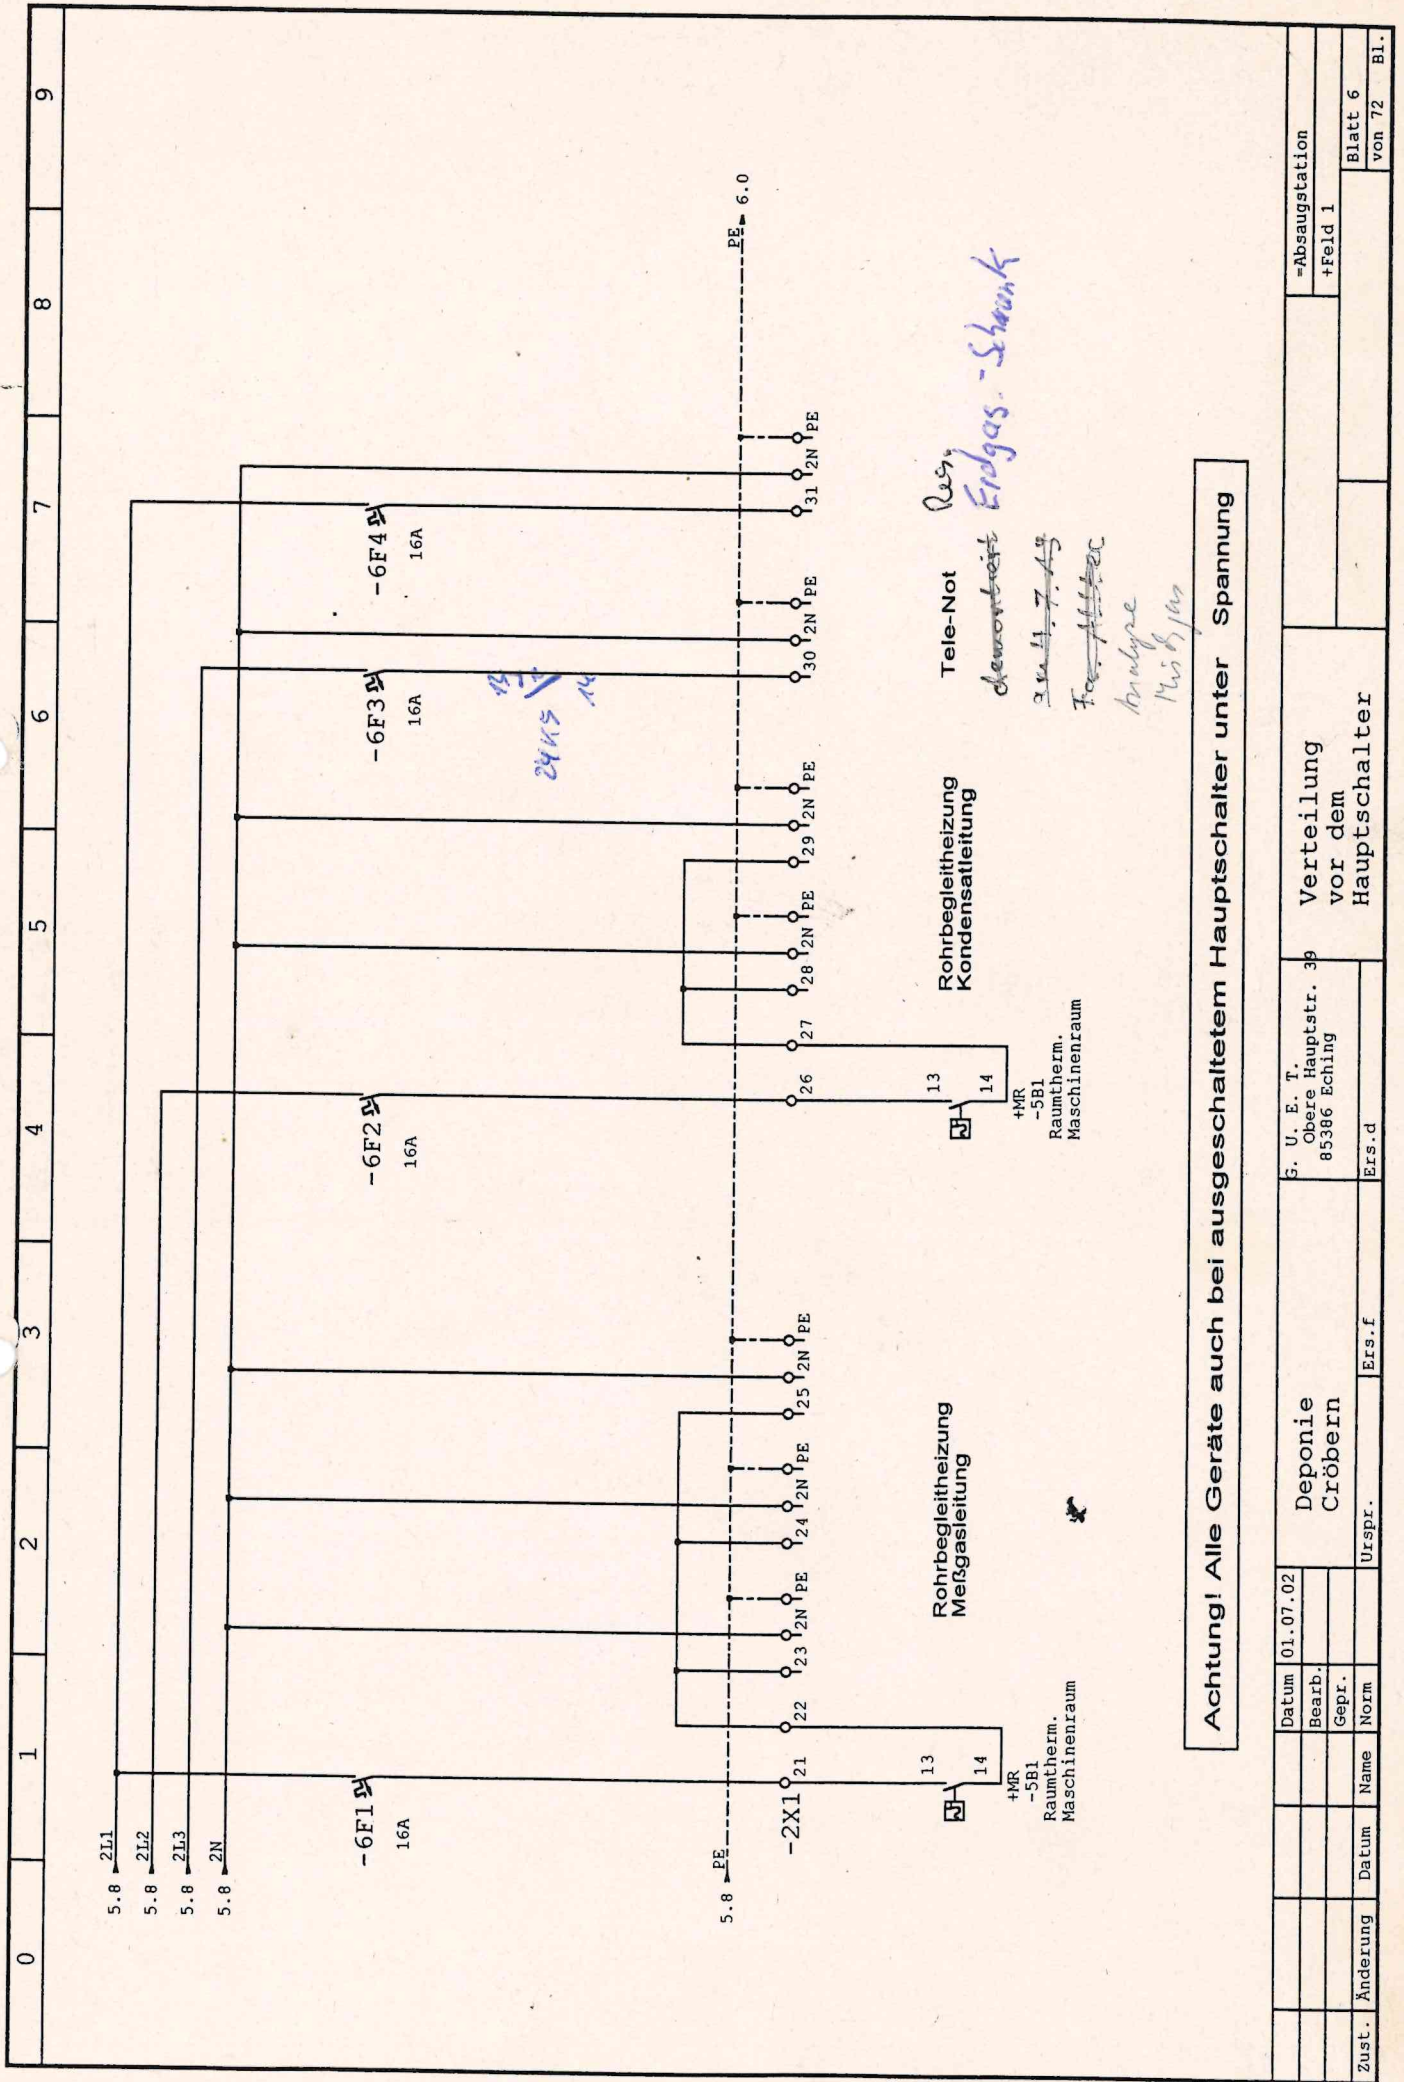 0 1 2 3 4 5 6 7 8 9
5.8 2L1
5.8 2L2
5.8 2L3
5.8 2N
-6F1
16A
-6F2
16A
-6F3
16A
-6F4
16A
24K5
13
14
5.8 PE
PE 6.0
-2X1
21 22 23 2N PE 24 2N PE 25 2N PE 26 27 28 2N PE 29 2N PE 30 2N PE 31 2N PE
13
14
+MR
-5B1
Raumtherm.
Maschinenraum
Rohrbegleitheizung
Meßgasleitung
13
14
+MR
-5B1
Raumtherm.
Maschinenraum
Rohrbegleitheizung
Kondensatleitung
Tele-Not
demontiert
Analyse
Res.
Erdgas-Schrank
Achtung! Alle Geräte auch bei ausgeschaltetem Hauptschalter unter Spannung
Zust. Änderung Datum Name
Datum 01.07.02
Bearb.
Gepr.
Norm
Deponie
Cröbern
Urspr. Ers.f Ers.d
G. U. E. T.
Obere Hauptstr. 39
85386 Eching
Verteilung
vor dem
Hauptschalter
=Absaugstation
+Feld 1
Blatt 6
von 72 Bl.